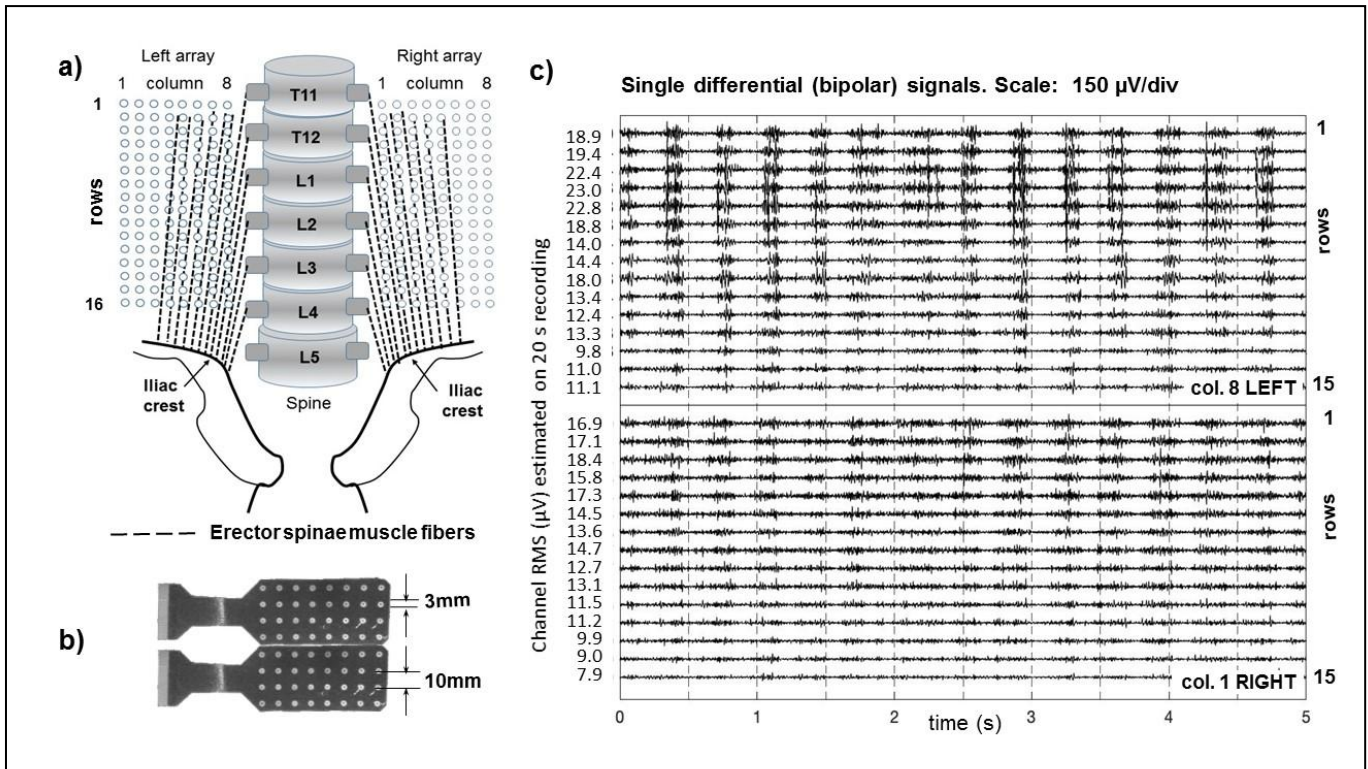 a)
Left array
1 column 8
Right array
1 column 8
1
rows
16
T11
T12
L1
L2
L3
L4
L5
Iliac
crest
Spine
Iliac
crest
Erector spinae muscle fibers
b)
3mm
10mm
c)
Single differential (bipolar) signals. Scale: 150 µV/div
Channel RMS (µV) estimated on 20 s recording
18.9
19.4
22.4
23.0
22.8
18.8
14.0
14.4
18.0
13.4
12.4
13.3
9.8
11.0
11.1
1
rows
col. 8 LEFT 15
16.9
17.1
18.4
15.8
17.3
14.5
13.6
14.7
12.7
13.1
11.5
11.2
9.9
9.0
7.9
1
rows
col. 1 RIGHT 15
0 1 2 3 4 5
time (s)